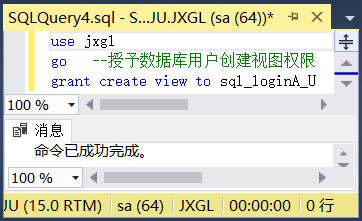 SQLQuery4.sql - S...JU.JXGL (sa (64))*
use jxgl
go --授予数据库用户创建视图权限
grant create view to sql_loginA_U
100 %
消息
命令已成功完成。
100 %
JU (15.0 RTM) sa (64) JXGL 00:00:00 0 行